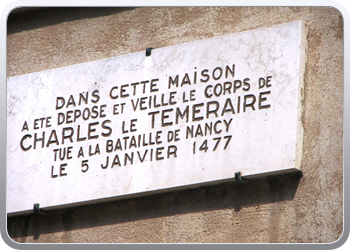 DANS CETTE MAISON
A ETE DEPOSE ET VEILLE LE CORPS DE
CHARLES LE TEMERAIRE
TUE A LA BATAILLE DE NANCY
LE 5 JANVIER 1477